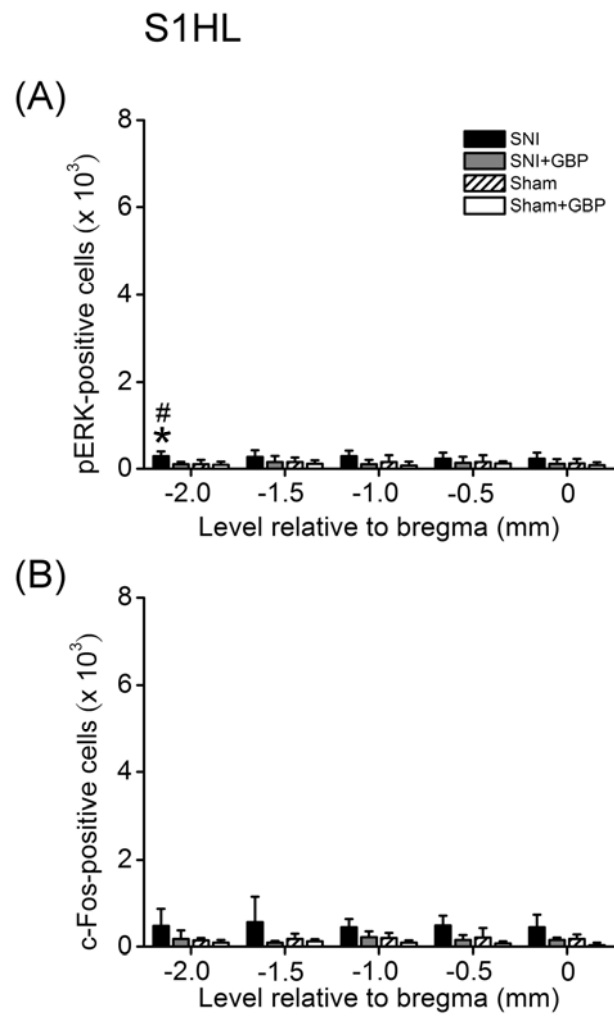 S1HL
(A)
pERK-positive cells (x 10³)
8
6
4
2
0
SNI
SNI+GBP
Sham
Sham+GBP
#
*
-2.0 -1.5 -1.0 -0.5 0
Level relative to bregma (mm)
(B)
c-Fos-positive cells (x 10³)
8
6
4
2
0
-2.0 -1.5 -1.0 -0.5 0
Level relative to bregma (mm)